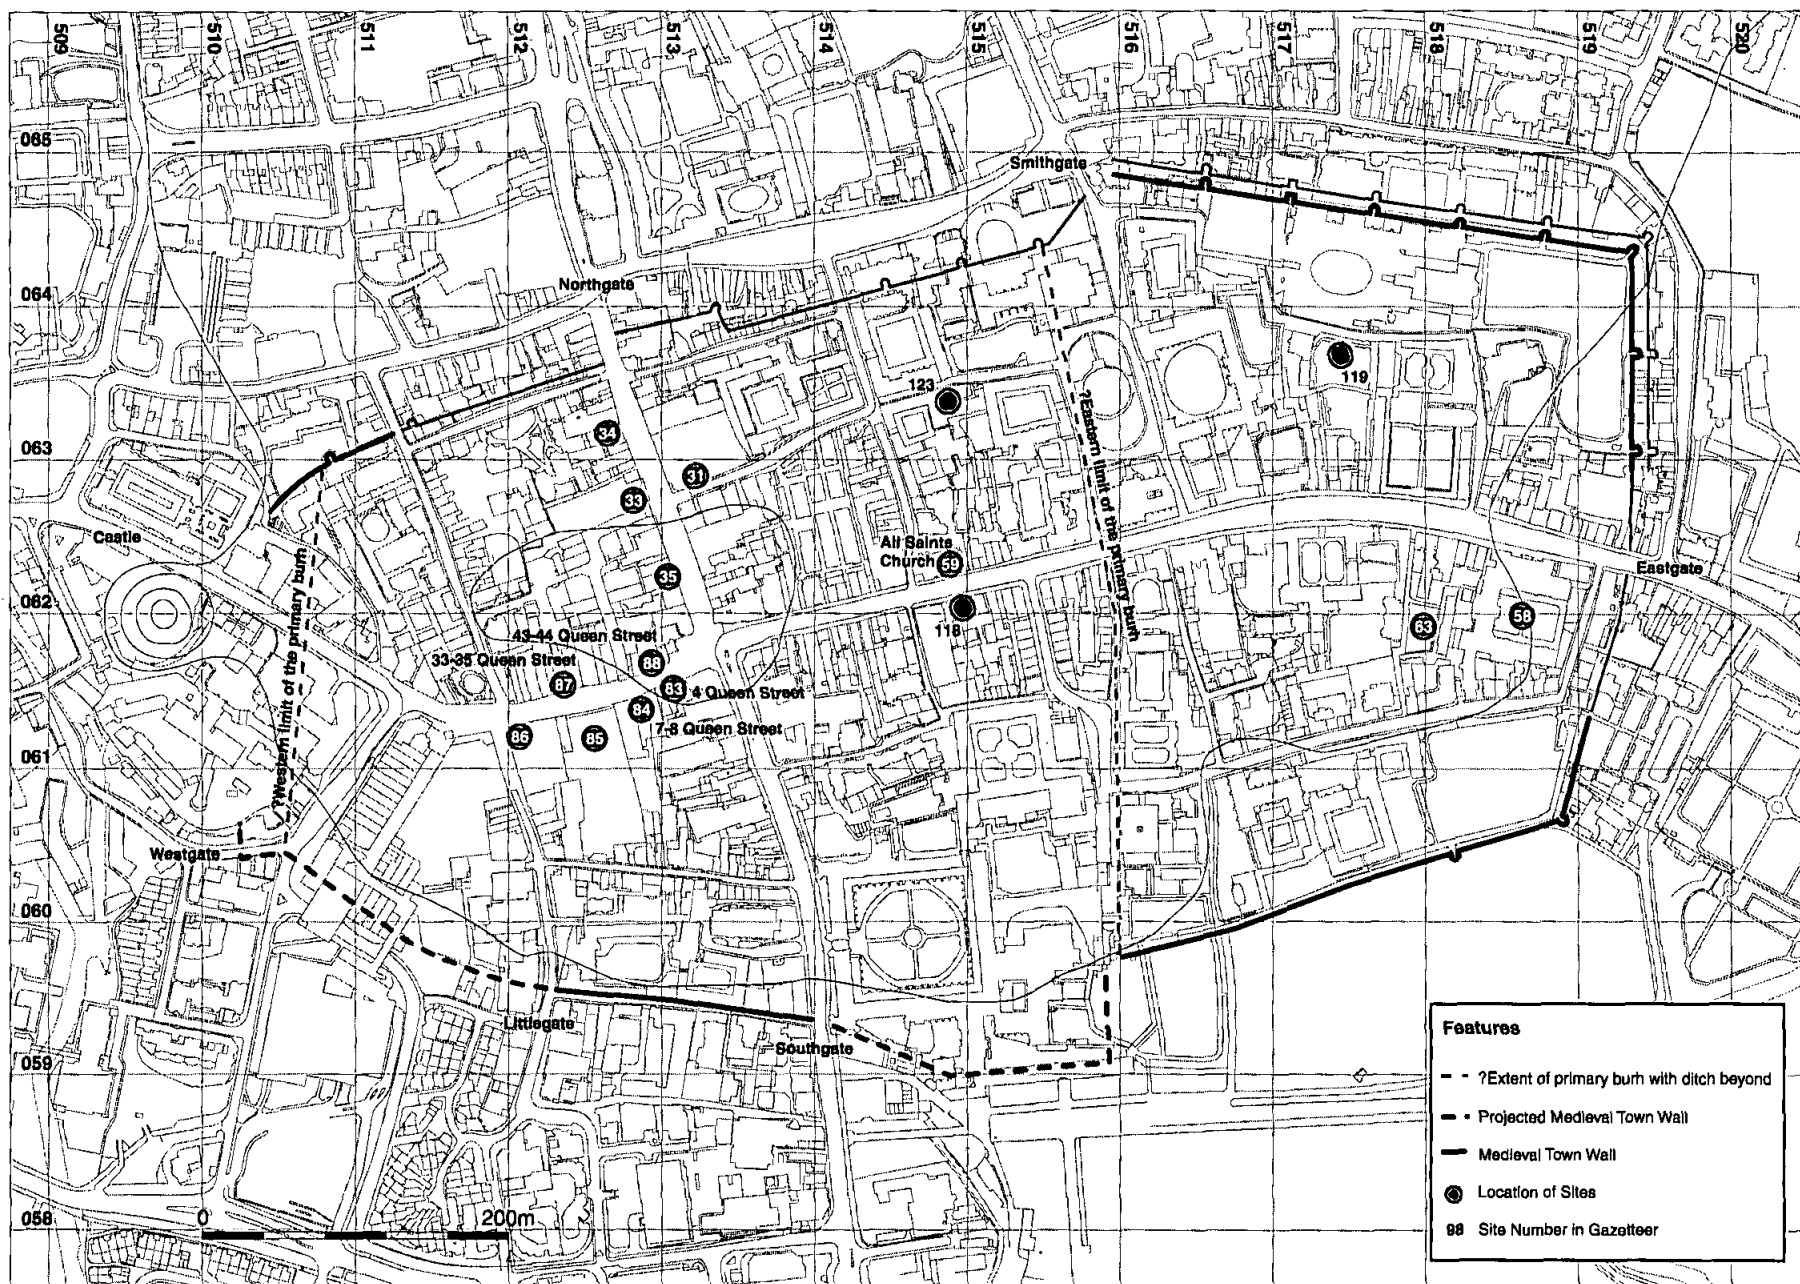 509
510
511
512
513
514
515
516
517
518
519
520
065
064
063
062
061
060
059
058
Smithgate
Northgate
123
119
34
31
33
?Eastern limit of the primary burh
Castle
All Saints
Church
59
35
Eastgate
58
43-44 Queen Street
33-35 Queen Street
88
87
83
4 Queen Street
84
7-8 Queen Street
86
85
?Western limit of the primary burh
Westgate
Littlegate
Southgate
0
200m
Features
?Extent of primary burh with ditch beyond
Projected Medieval Town Wall
Medieval Town Wall
Location of Sites
98 Site Number in Gazetteer